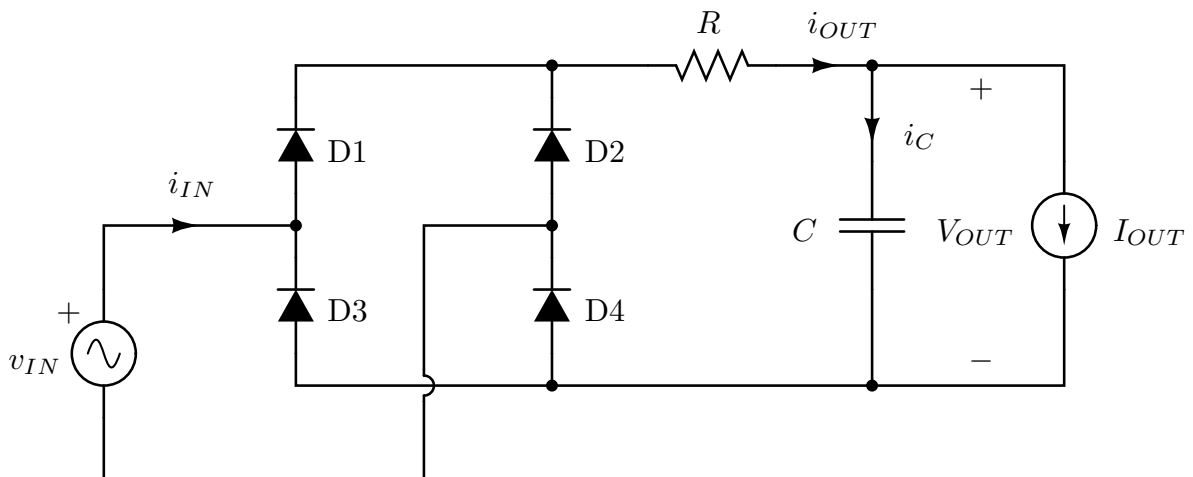 R
i_OUT
+
D1
D2
i_C
i_IN
C
V_OUT
I_OUT
+
D3
D4
v_IN
−